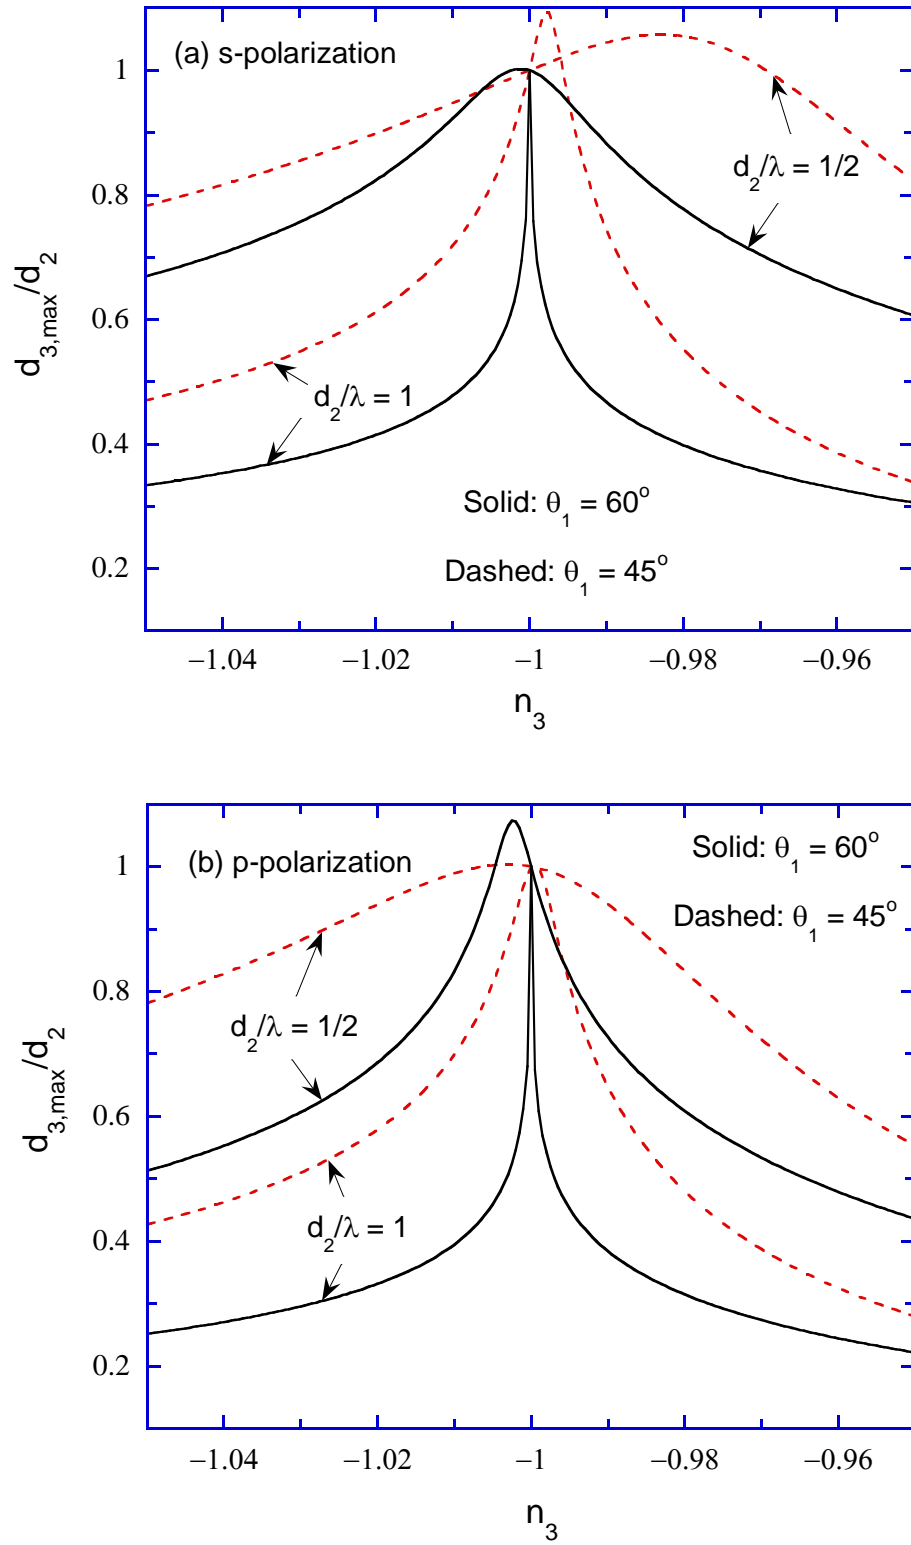 (a) s-polarization
1
0.8
0.6
0.4
0.2
d₃,max/d₂
d₂/λ = 1/2
d₂/λ = 1
Solid: θ₁ = 60°
Dashed: θ₁ = 45°
−1.04 −1.02 −1 −0.98 −0.96
n₃
(b) p-polarization
Solid: θ₁ = 60°
Dashed: θ₁ = 45°
1
0.8
0.6
0.4
0.2
d₃,max/d₂
d₂/λ = 1/2
d₂/λ = 1
−1.04 −1.02 −1 −0.98 −0.96
n₃